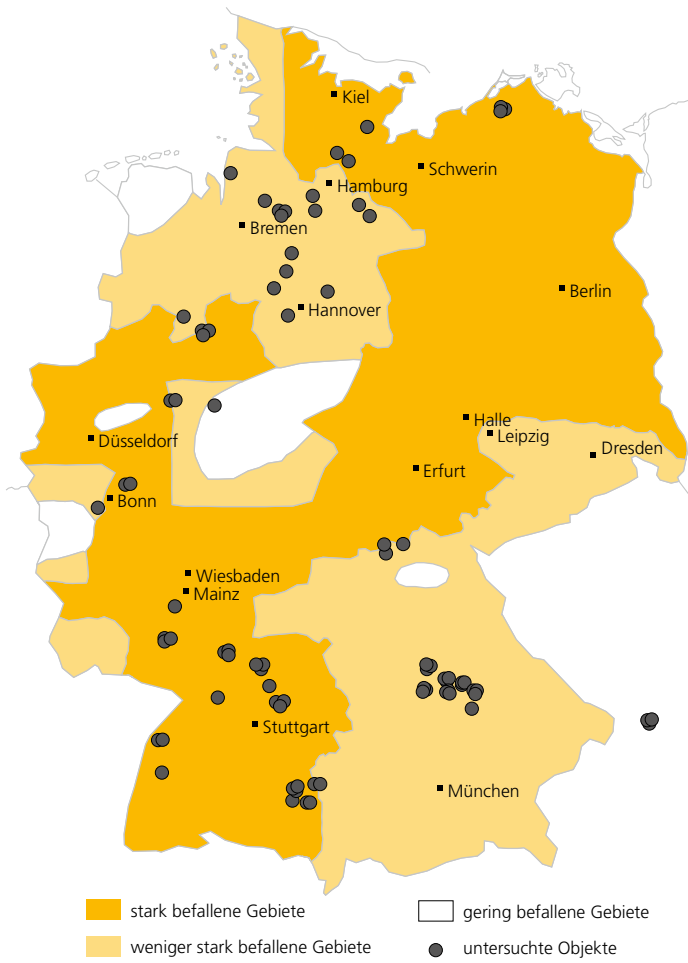 Kiel
Schwerin
Hamburg
Bremen
Berlin
Hannover
Halle
Leipzig
Düsseldorf
Dresden
Erfurt
Bonn
Wiesbaden
Mainz
Stuttgart
München
stark befallene Gebiete
gering befallene Gebiete
weniger stark befallene Gebiete
untersuchte Objekte